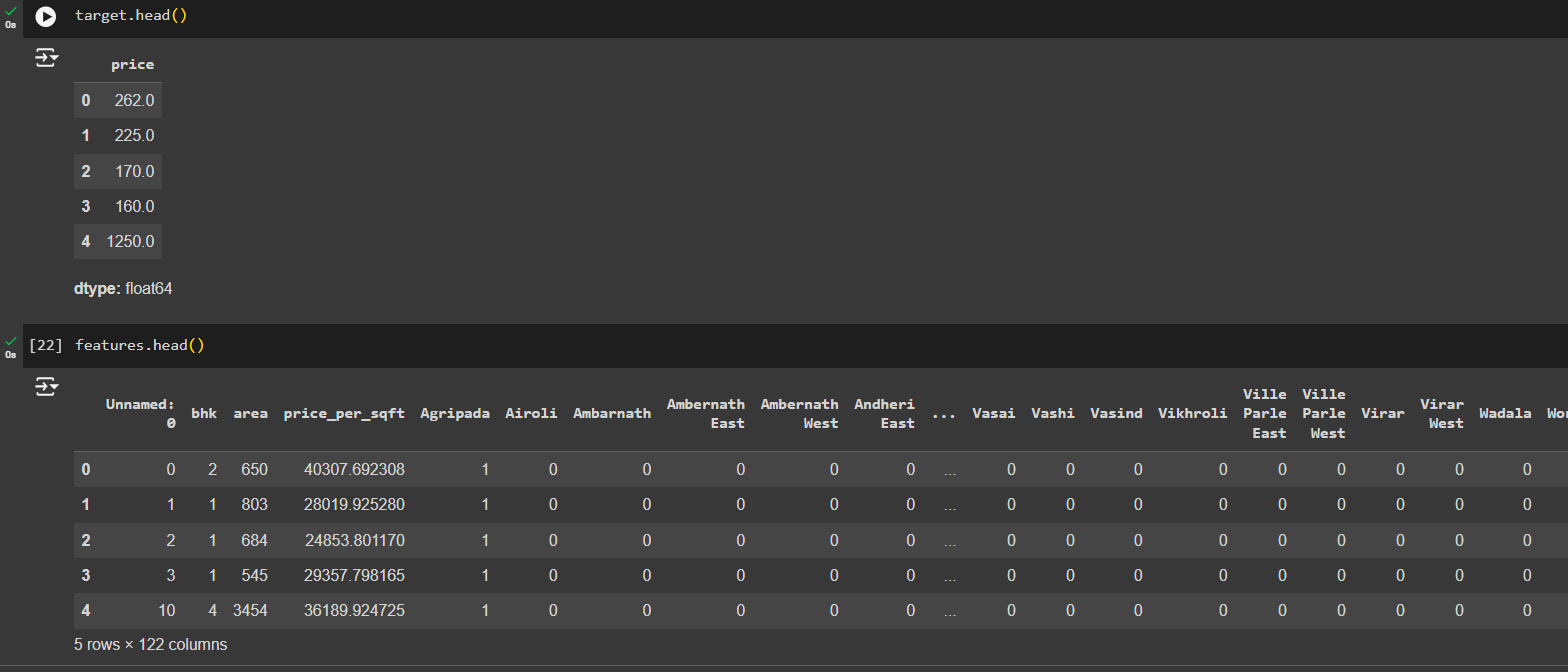 0s
target.head()
price
0 262.0
1 225.0
2 170.0
3 160.0
4 1250.0
dtype: float64
0s
[22] features.head()
Unnamed: 0 bhk area price_per_sqft Agripada Airoli Ambarnath Ambernath East Ambernath West Andheri East ... Vasai Vashi Vasind Vikhroli Ville Parle East Ville Parle West Virar Virar West Wadala
0 0 2 650 40307.692308 1 0 0 0 0 0 ... 0 0 0 0 0 0 0 0 0
1 1 1 803 28019.925280 1 0 0 0 0 0 ... 0 0 0 0 0 0 0 0 0
2 2 1 684 24853.801170 1 0 0 0 0 0 ... 0 0 0 0 0 0 0 0 0
3 3 1 545 29357.798165 1 0 0 0 0 0 ... 0 0 0 0 0 0 0 0 0
4 10 4 3454 36189.924725 1 0 0 0 0 0 ... 0 0 0 0 0 0 0 0 0
5 rows × 122 columns